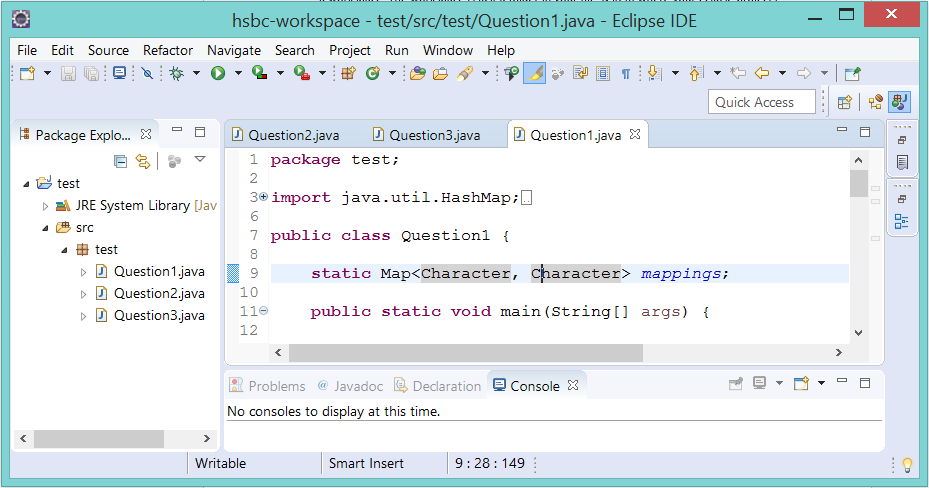 hsbc-workspace - test/src/test/Question1.java - Eclipse IDE
File Edit Source Refactor Navigate Search Project Run Window Help
Quick Access
Package Explo...
test
JRE System Library [Jav
src
test
Question1.java
Question2.java
Question3.java
Question2.java Question3.java Question1.java
1 package test;
2
3 import java.util.HashMap;
6
7 public class Question1 {
8
9 static Map<Character, Character> mappings;
10
11 public static void main(String[] args) {
12
Problems @ Javadoc Declaration Console
No consoles to display at this time.
Writable Smart Insert 9 : 28 : 149